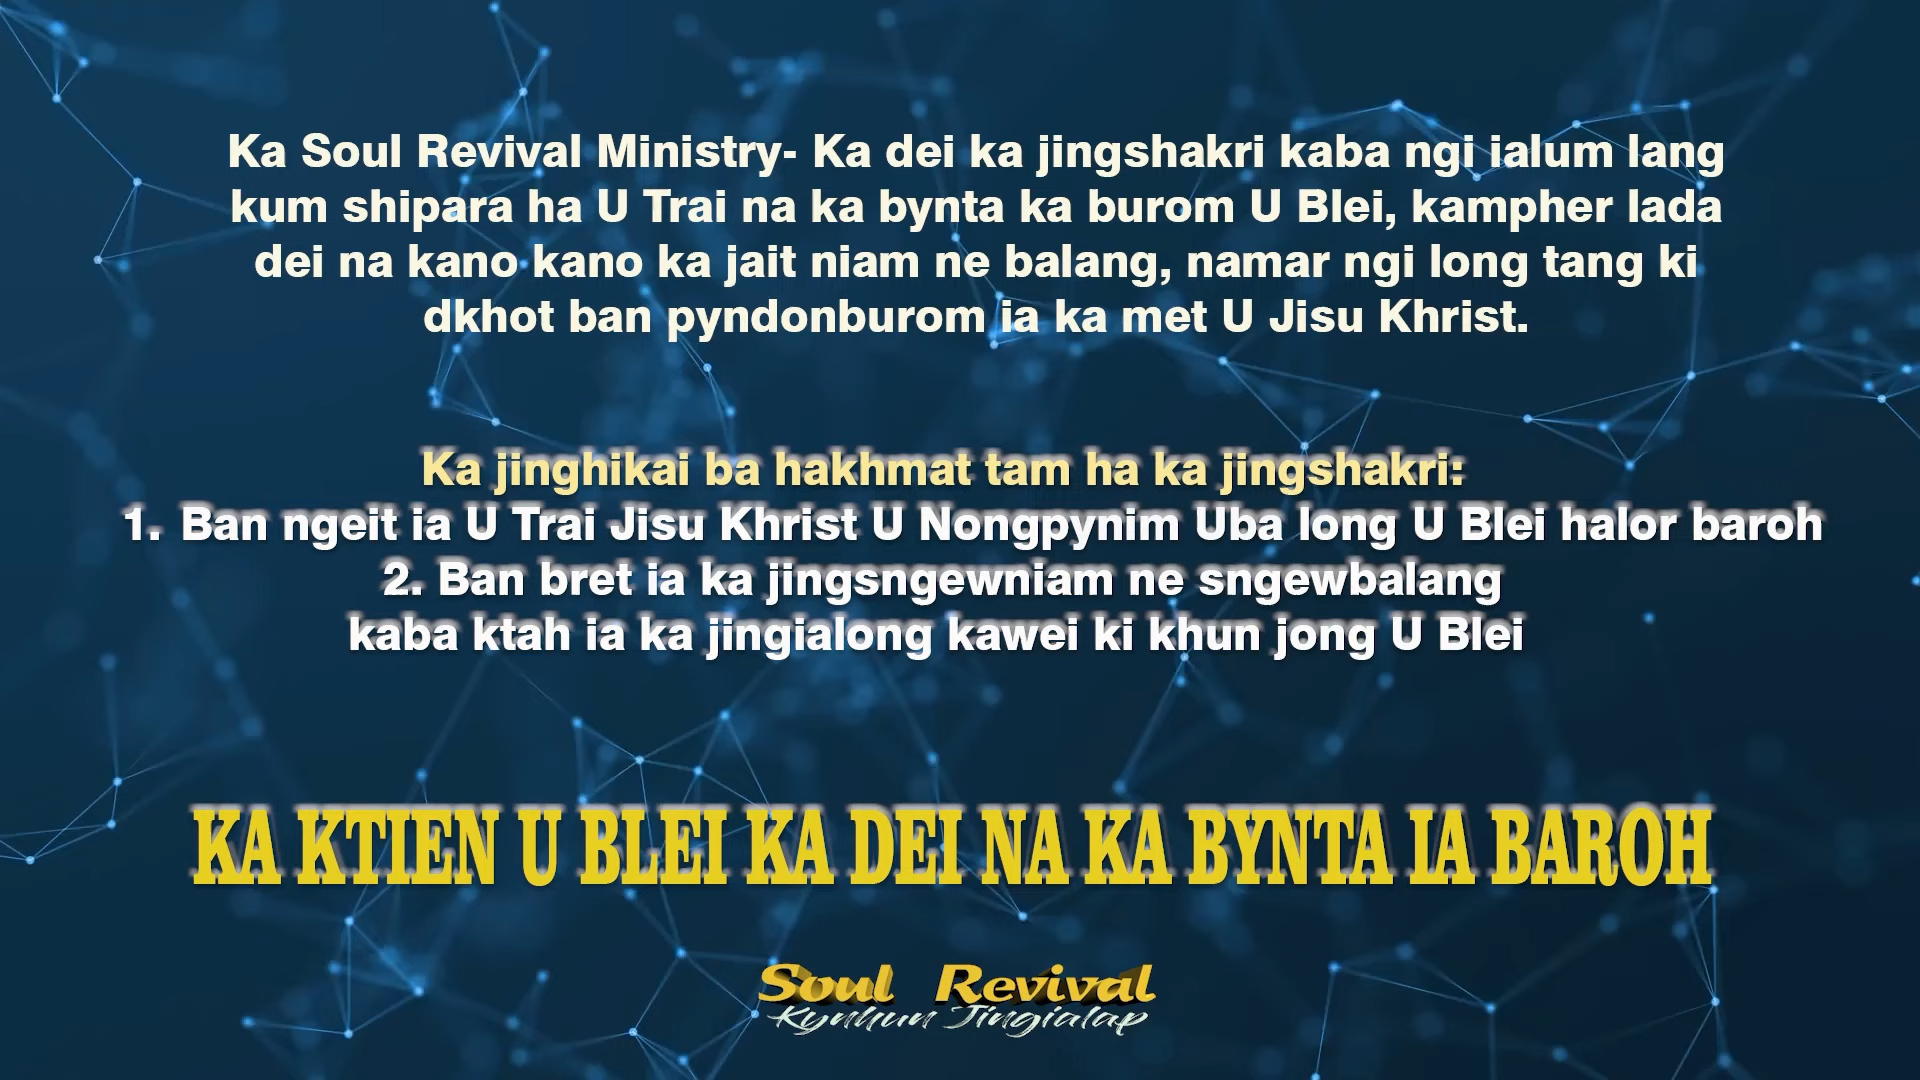 Ka Soul Revival Ministry- Ka dei ka jingshakri kaba ngi ialum lang
kum shipara ha U Trai na ka bynta ka burom U Blei, kampher lada
dei na kano kano ka jait niam ne balang, namar ngi long tang ki
dkhot ban pyndonburom ia ka met U Jisu Khrist.
Ka jinghikai ba hakhmat tam ha ka jingshakri:
1. Ban ngeit ia U Trai Jisu Khrist U Nongpynim Uba long U Blei halor baroh
2. Ban bret ia ka jingsngewniam ne sngewbalang
kaba ktah ia ka jingialong kawei ki khun jong U Blei
KA KTIEN U BLEI KA DEI NA KA BYNTA IA BAROH
Soul Revival
Kynhun Jingialap